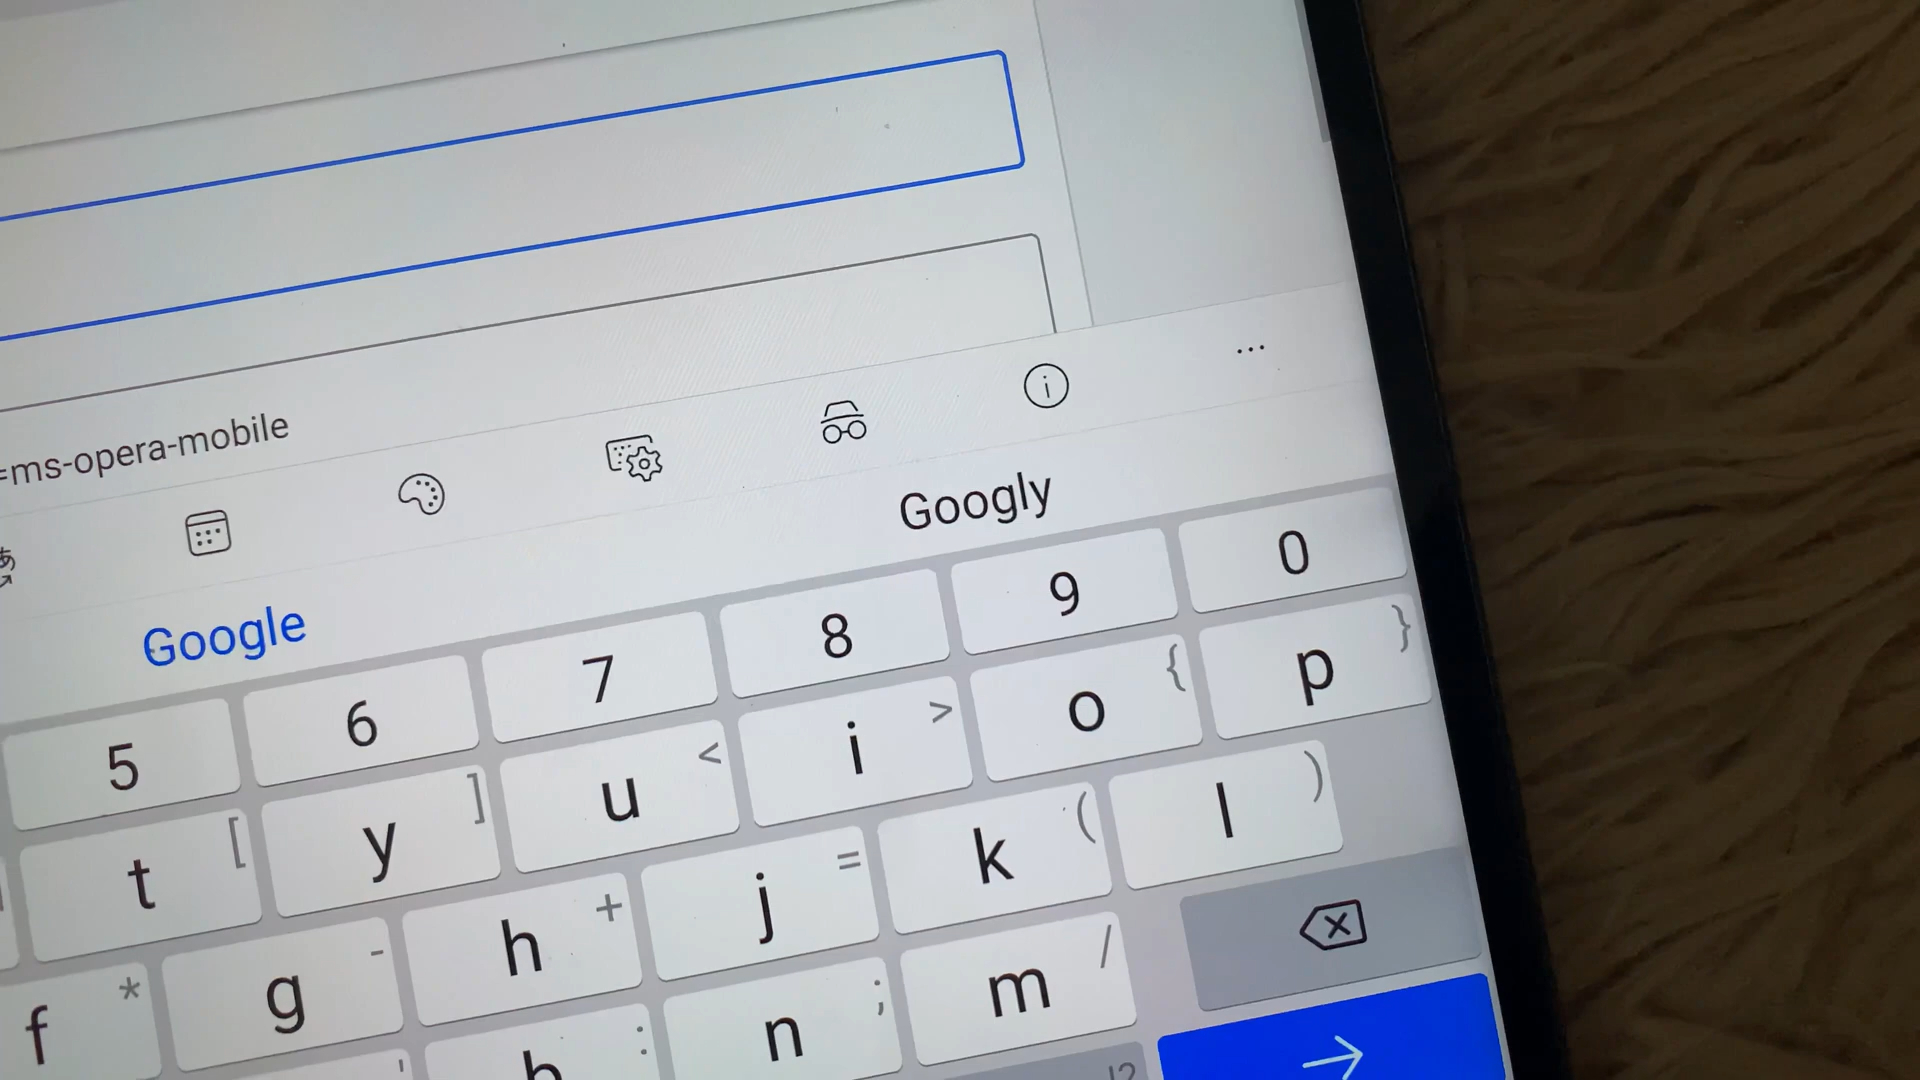 =ms-opera-mobile
Google Googly
5 6 7 8 9 0
t [ y ] u < i > o { p }
f * g - h + j = k ( l )
' b : n ; m /
!?